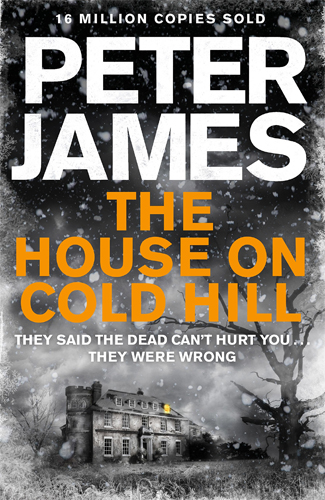 16 MILLION COPIES SOLD
PETER
JAMES
THE
HOUSE ON
COLD HILL
THEY SAID THE DEAD CAN'T HURT YOU...
THEY WERE WRONG